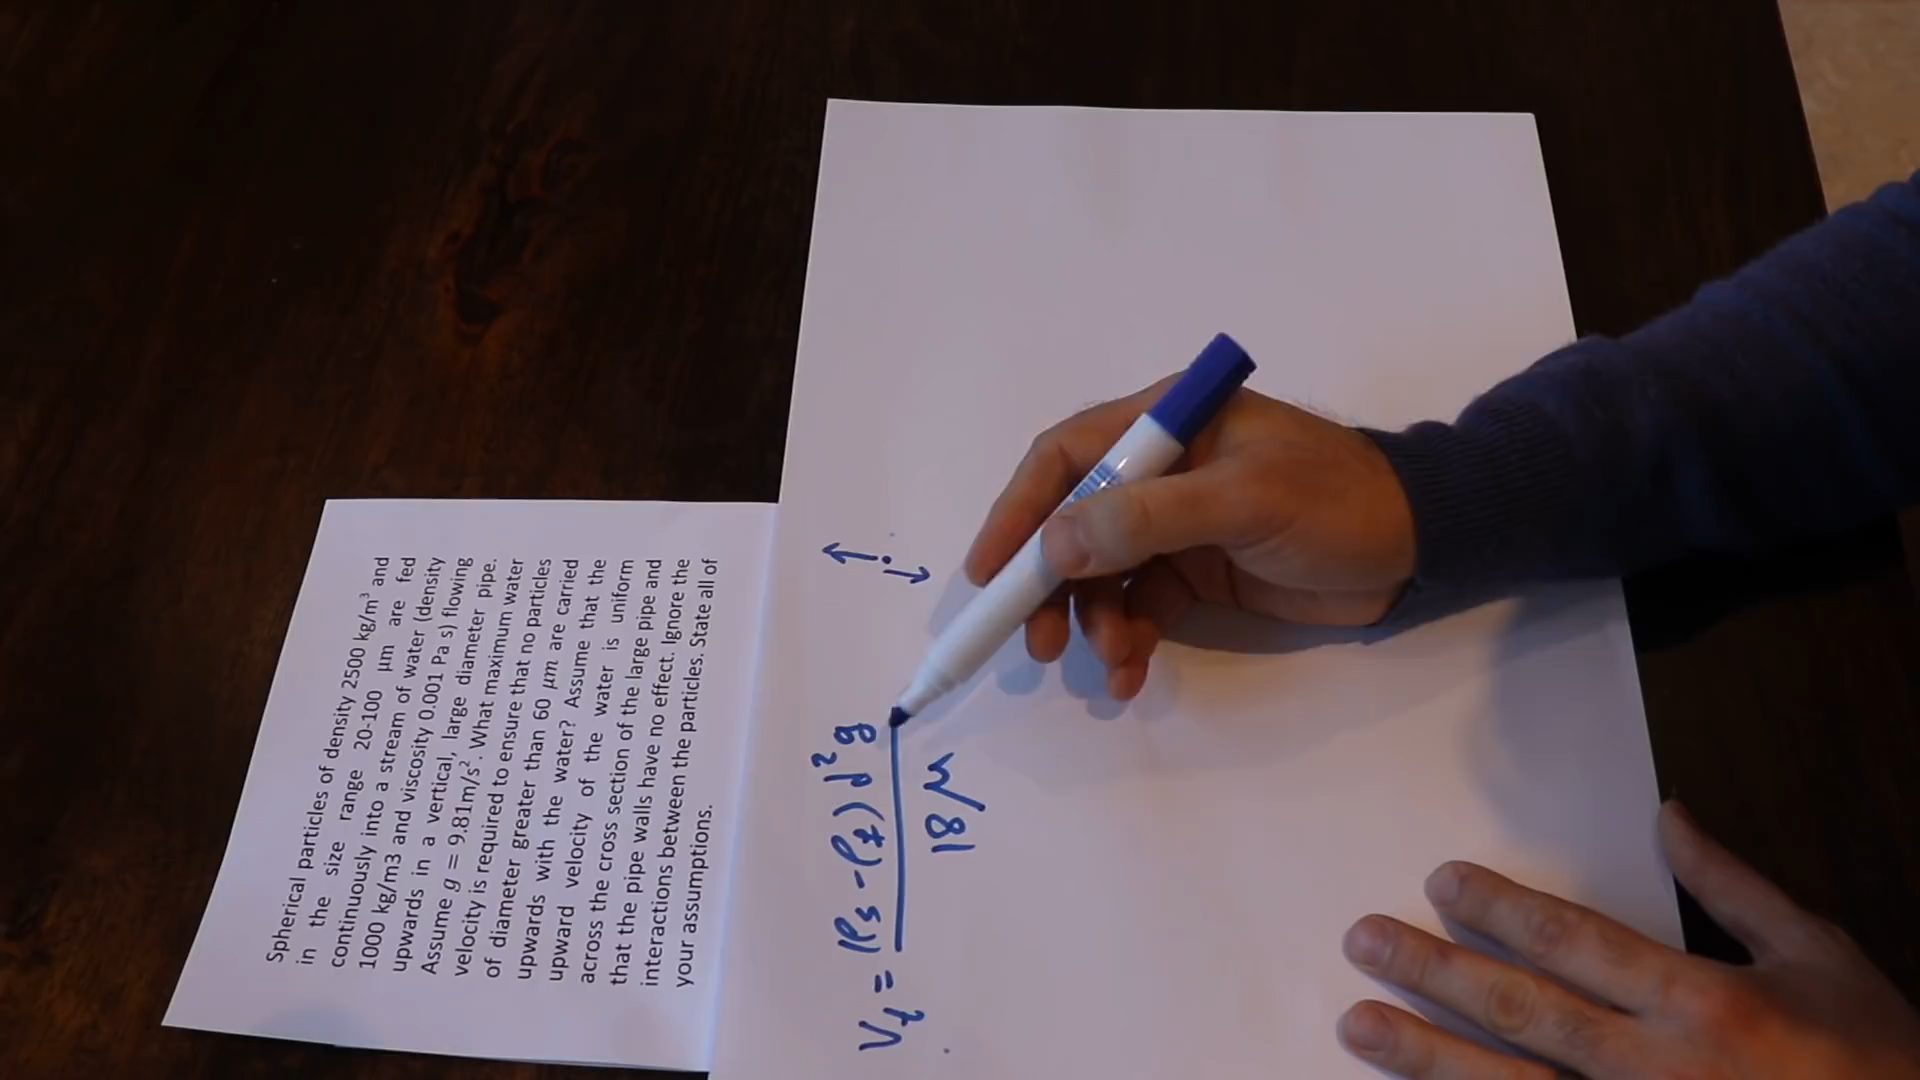 Spherical particles of density 2500 kg/m³ and
in the size range 20-100 μm are fed
continuously into a stream of water (density
1000 kg/m3 and viscosity 0.001 Pa s) flowing
upwards in a vertical, large diameter pipe.
Assume g = 9.81m/s². What maximum water
velocity is required to ensure that no particles
of diameter greater than 60 μm are carried
upwards with the water? Assume that the
upward velocity of the water is uniform
across the cross section of the large pipe and
that the pipe walls have no effect. Ignore the
interactions between the particles. State all of
your assumptions.
V_t = (ρ_s - ρ_f) d² g
18 μ